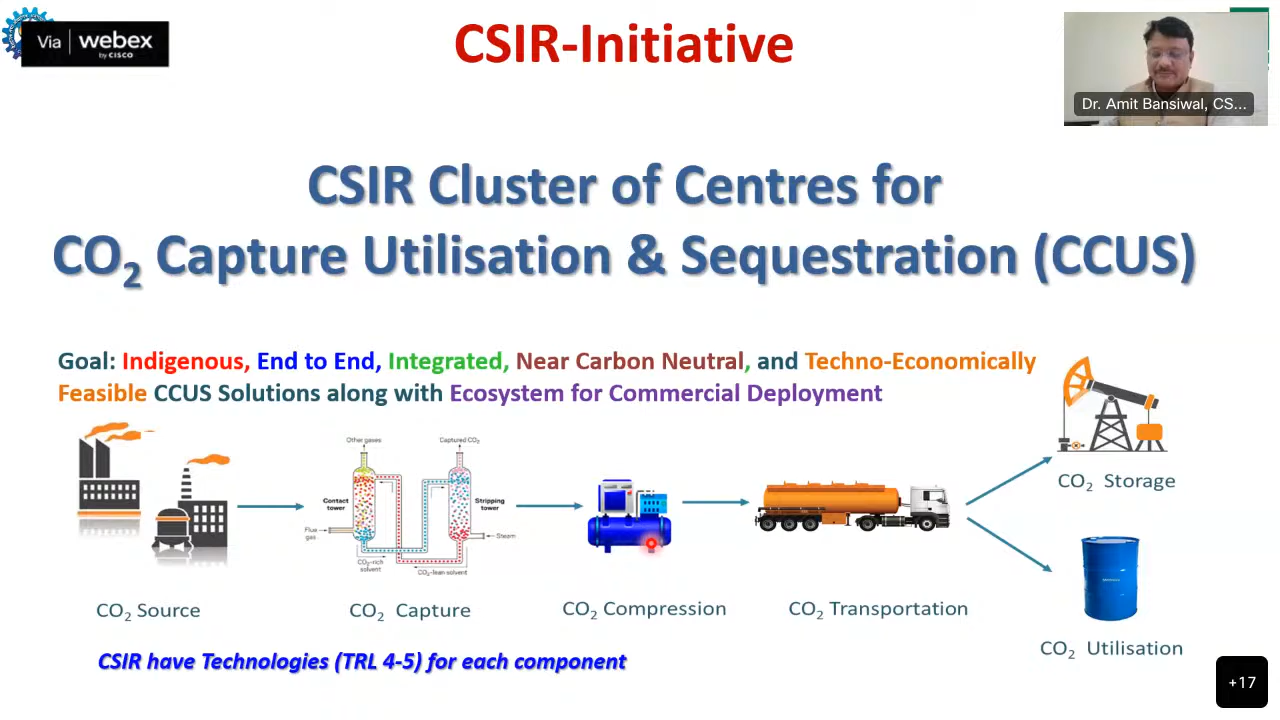 Via webex
by CISCO
CSIR-Initiative
Dr. Amit Bansiwal, CS...
CSIR Cluster of Centres for
CO₂ Capture Utilisation & Sequestration (CCUS)
Goal: Indigenous, End to End, Integrated, Near Carbon Neutral, and Techno-Economically
Feasible CCUS Solutions along with Ecosystem for Commercial Deployment
Other gases
Captured CO₂
Contact
tower
Stripping
tower
Flue
gas
Steam
CO₂-rich
solvent
CO₂-lean solvent
CO₂ Source
CO₂ Capture
CO₂ Compression
CO₂ Transportation
CO₂ Storage
CO₂ Utilisation
CSIR have Technologies (TRL 4-5) for each component
+17